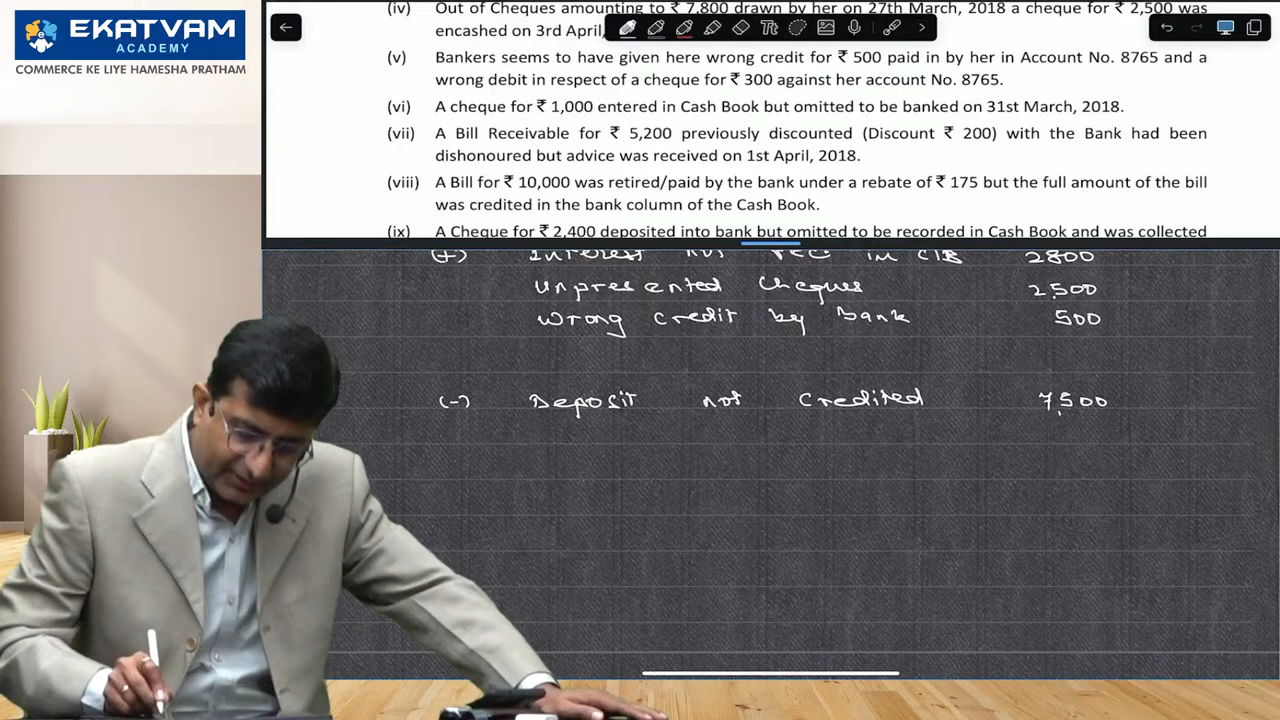 EKATVAM
ACADEMY
COMMERCE KE LIYE HAMESHA PRATHAM
(iv) Out of Cheques amounting to ₹ 7,800 drawn by her on 27th March, 2018 a cheque for ₹ 2,500 was
encashed on 3rd April,
(v) Bankers seems to have given here wrong credit for ₹ 500 paid in by her in Account No. 8765 and a
wrong debit in respect of a cheque for ₹ 300 against her account No. 8765.
(vi) A cheque for ₹ 1,000 entered in Cash Book but omitted to be banked on 31st March, 2018.
(vii) A Bill Receivable for ₹ 5,200 previously discounted (Discount ₹ 200) with the Bank had been
dishonoured but advice was received on 1st April, 2018.
(viii) A Bill for ₹ 10,000 was retired/paid by the bank under a rebate of ₹ 175 but the full amount of the bill
was credited in the bank column of the Cash Book.
(ix) A Cheque for ₹ 2,400 deposited into bank but omitted to be recorded in Cash Book and was collected
(+) Interest not rec in C/B 2800
Unpresented Cheques 2,500
Wrong credit by Bank 500
(-) Deposit not Credited 7,500